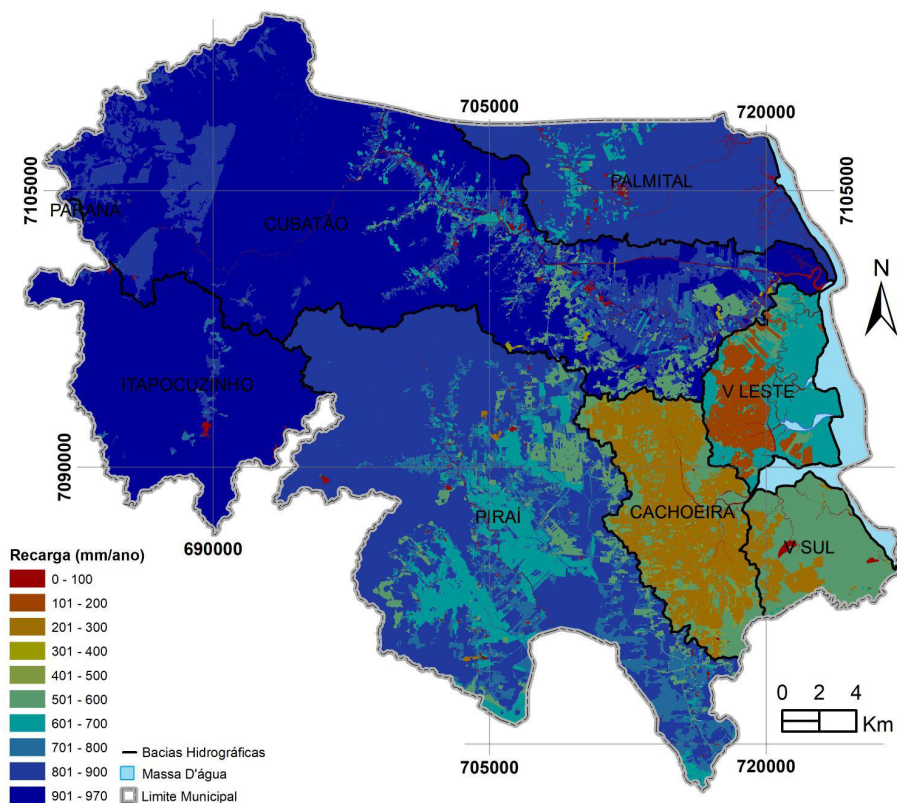 705000
720000
7105000
7105000
PALMITAL
PARANÁ
CUBATÃO
N
ITAPOCUZINHO
V LESTE
7090000
7090000
PIRAÍ
CACHOEIRA
690000
V SUL
Recarga (mm/ano)
0 - 100
101 - 200
201 - 300
301 - 400
401 - 500
501 - 600
601 - 700
701 - 800
801 - 900
901 - 970
Bacias Hidrográficas
Massa D'água
Limite Municipal
0 2 4
Km
705000
720000